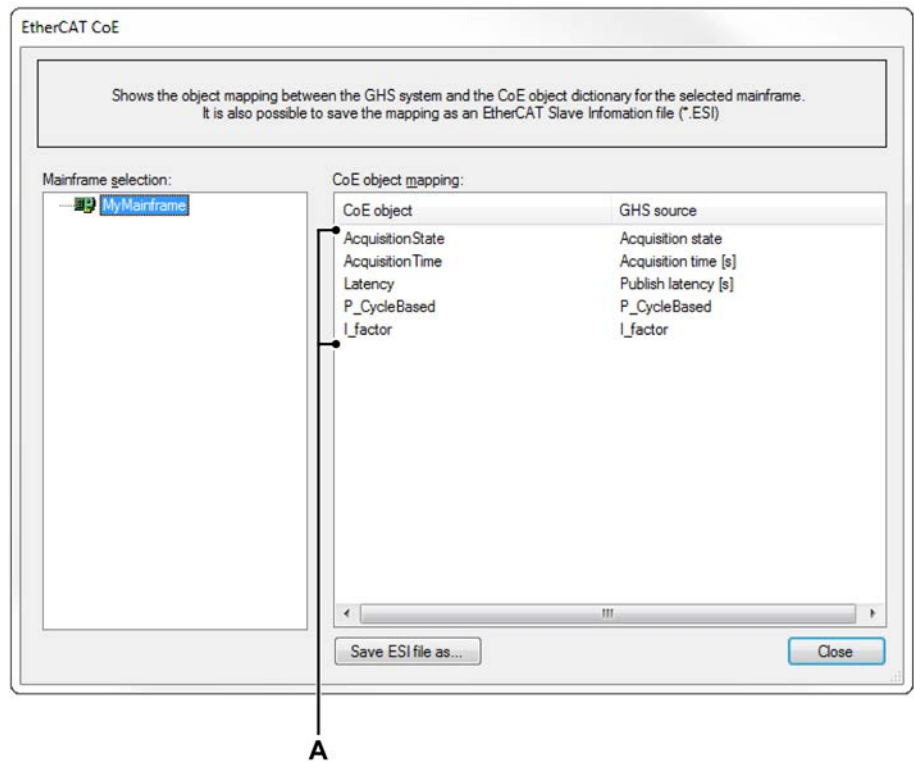 EtherCAT CoE
Shows the object mapping between the GHS system and the CoE object dictionary for the selected mainframe.
It is also possible to save the mapping as an EtherCAT Slave Infomation file (*.ESI)
Mainframe selection:
MyMainframe
CoE object mapping:
CoE object GHS source
AcquisitionState Acquisition state
AcquisitionTime Acquisition time [s]
Latency Publish latency [s]
P_CycleBased P_CycleBased
I_factor I_factor
Save ESI file as...
Close
A